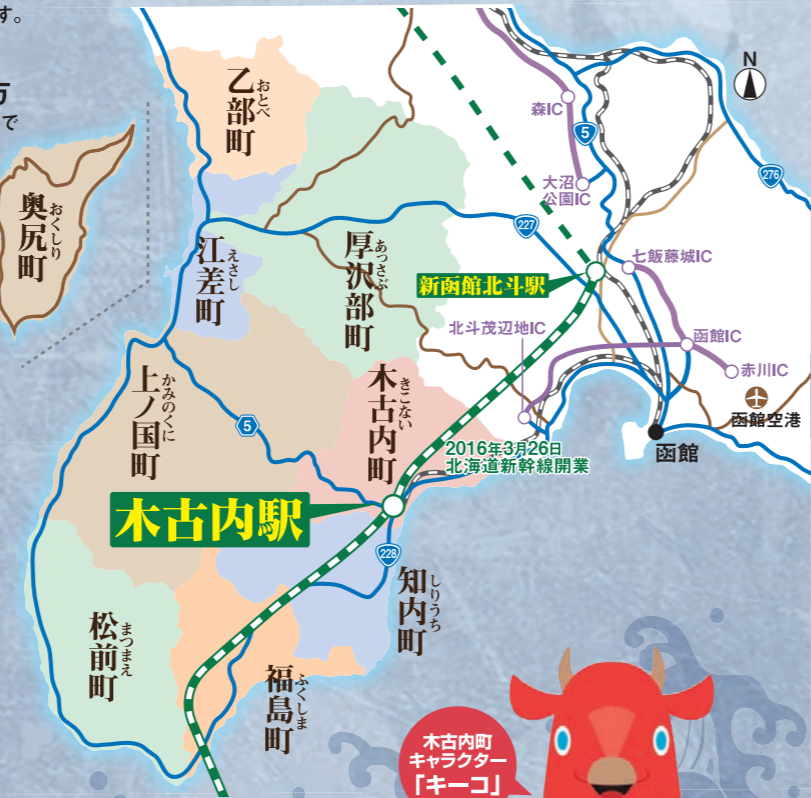 す。
で
乙部町
おとべ
奥尻町
おくしり
江差町
えさし
厚沢部町
あっさぶ
上ノ国町
かみのくに
木古内町
きこない
知内町
しりうち
松前町
まつまえ
福島町
ふくしま
N
森IC
5
大沼
公園IC
276
227
七飯藤城IC
新函館北斗駅
北斗茂辺地IC
函館IC
赤川IC
函館空港
函館
5
2016年3月26日
北海道新幹線開業
木古内駅
228
木古内町
キャラクター
「キーコ」